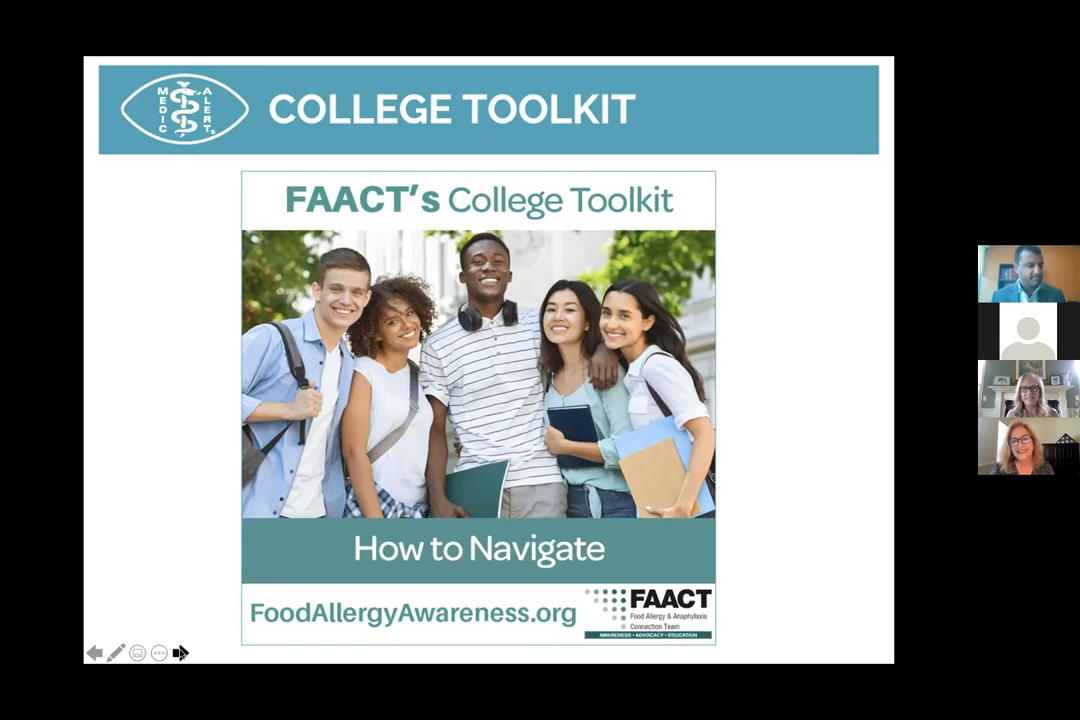 MEDIC ALERT®
COLLEGE TOOLKIT
FAACT's College Toolkit
How to Navigate
FoodAllergyAwareness.org
FAACT
Food Allergy & Anaphylaxis
Connection Team
AWARENESS • ADVOCACY • EDUCATION